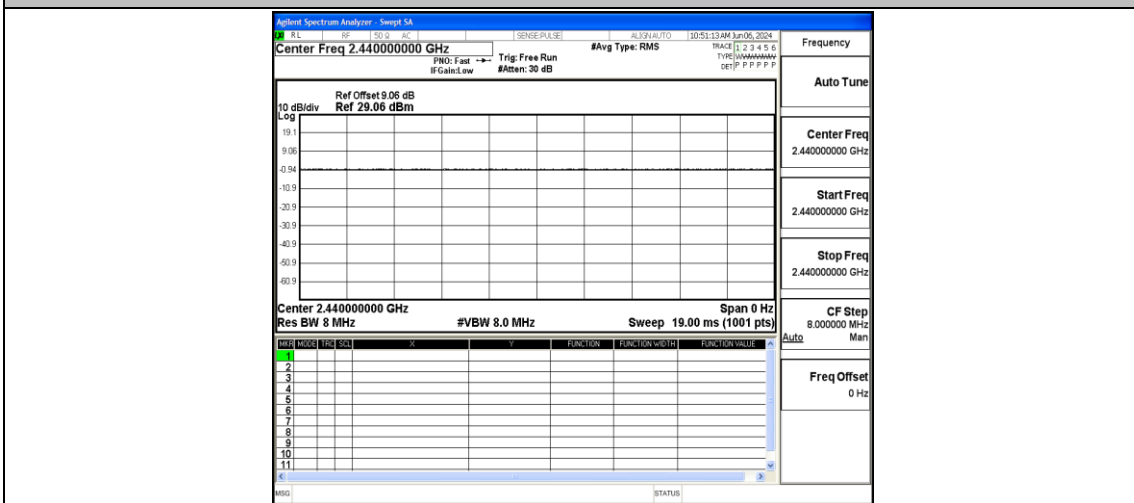 Agilent Spectrum Analyzer - Swept SA
RL RF 50 Ω AC SENSE:PULSE ALIGNAUTO 10:51:13 AM Jun 06, 2024
Center Freq 2.440000000 GHz #Avg Type: RMS TRACE 1 2 3 4 5 6
PNO: Fast Trig: Free Run TYPE WWWWWW
IFGain:Low #Atten: 30 dB DET P P P P P P
Ref Offset 9.06 dB
10 dB/div Ref 29.06 dBm
Log
19.1
9.06
-0.94
-10.9
-20.9
-30.9
-40.9
-50.9
-60.9
Center 2.440000000 GHz Span 0 Hz
Res BW 8 MHz #VBW 8.0 MHz Sweep 19.00 ms (1001 pts)
MKR MODE TRC SCL X Y FUNCTION FUNCTION WIDTH FUNCTION VALUE
1
2
3
4
5
6
7
8
9
10
11
MSG STATUS
Frequency
Auto Tune
Center Freq
2.440000000 GHz
Start Freq
2.440000000 GHz
Stop Freq
2.440000000 GHz
CF Step
8.000000 MHz
Auto Man
Freq Offset
0 Hz